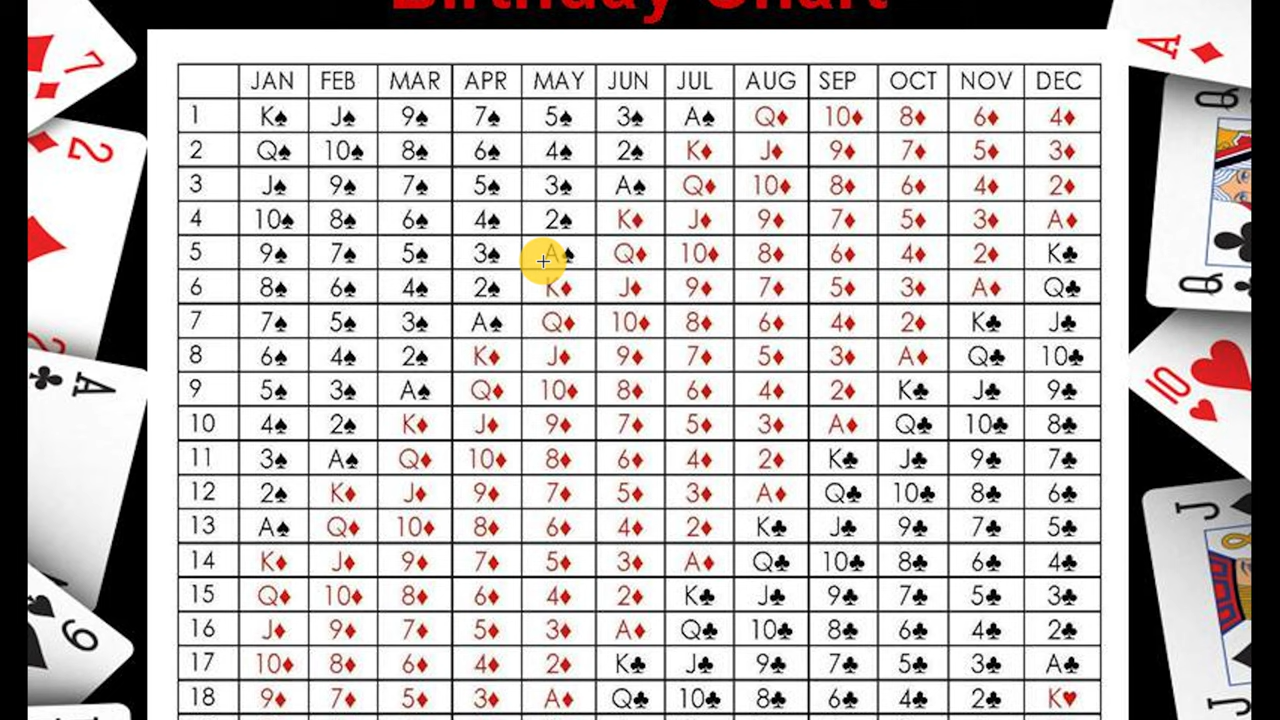 Birthday Chart
JAN FEB MAR APR MAY JUN JUL AUG SEP OCT NOV DEC
1 K♠ J♠ 9♠ 7♠ 5♠ 3♠ A♠ Q♦ 10♦ 8♦ 6♦ 4♦
2 Q♠ 10♠ 8♠ 6♠ 4♠ 2♠ K♦ J♦ 9♦ 7♦ 5♦ 3♦
3 J♠ 9♠ 7♠ 5♠ 3♠ A♠ Q♦ 10♦ 8♦ 6♦ 4♦ 2♦
4 10♠ 8♠ 6♠ 4♠ 2♠ K♦ J♦ 9♦ 7♦ 5♦ 3♦ A♦
5 9♠ 7♠ 5♠ 3♠ A♠ Q♦ 10♦ 8♦ 6♦ 4♦ 2♦ K♣
6 8♠ 6♠ 4♠ 2♠ K♦ J♦ 9♦ 7♦ 5♦ 3♦ A♦ Q♣
7 7♠ 5♠ 3♠ A♠ Q♦ 10♦ 8♦ 6♦ 4♦ 2♦ K♣ J♣
8 6♠ 4♠ 2♠ K♦ J♦ 9♦ 7♦ 5♦ 3♦ A♦ Q♣ 10♣
9 5♠ 3♠ A♠ Q♦ 10♦ 8♦ 6♦ 4♦ 2♦ K♣ J♣ 9♣
10 4♠ 2♠ K♦ J♦ 9♦ 7♦ 5♦ 3♦ A♦ Q♣ 10♣ 8♣
11 3♠ A♠ Q♦ 10♦ 8♦ 6♦ 4♦ 2♦ K♣ J♣ 9♣ 7♣
12 2♠ K♦ J♦ 9♦ 7♦ 5♦ 3♦ A♦ Q♣ 10♣ 8♣ 6♣
13 A♠ Q♦ 10♦ 8♦ 6♦ 4♦ 2♦ K♣ J♣ 9♣ 7♣ 5♣
14 K♦ J♦ 9♦ 7♦ 5♦ 3♦ A♦ Q♣ 10♣ 8♣ 6♣ 4♣
15 Q♦ 10♦ 8♦ 6♦ 4♦ 2♦ K♣ J♣ 9♣ 7♣ 5♣ 3♣
16 J♦ 9♦ 7♦ 5♦ 3♦ A♦ Q♣ 10♣ 8♣ 6♣ 4♣ 2♣
17 10♦ 8♦ 6♦ 4♦ 2♦ K♣ J♣ 9♣ 7♣ 5♣ 3♣ A♣
18 9♦ 7♦ 5♦ 3♦ A♦ Q♣ 10♣ 8♣ 6♣ 4♣ 2♣ K♥
7
2
2
A
9
A
Q
Q
10
J
J